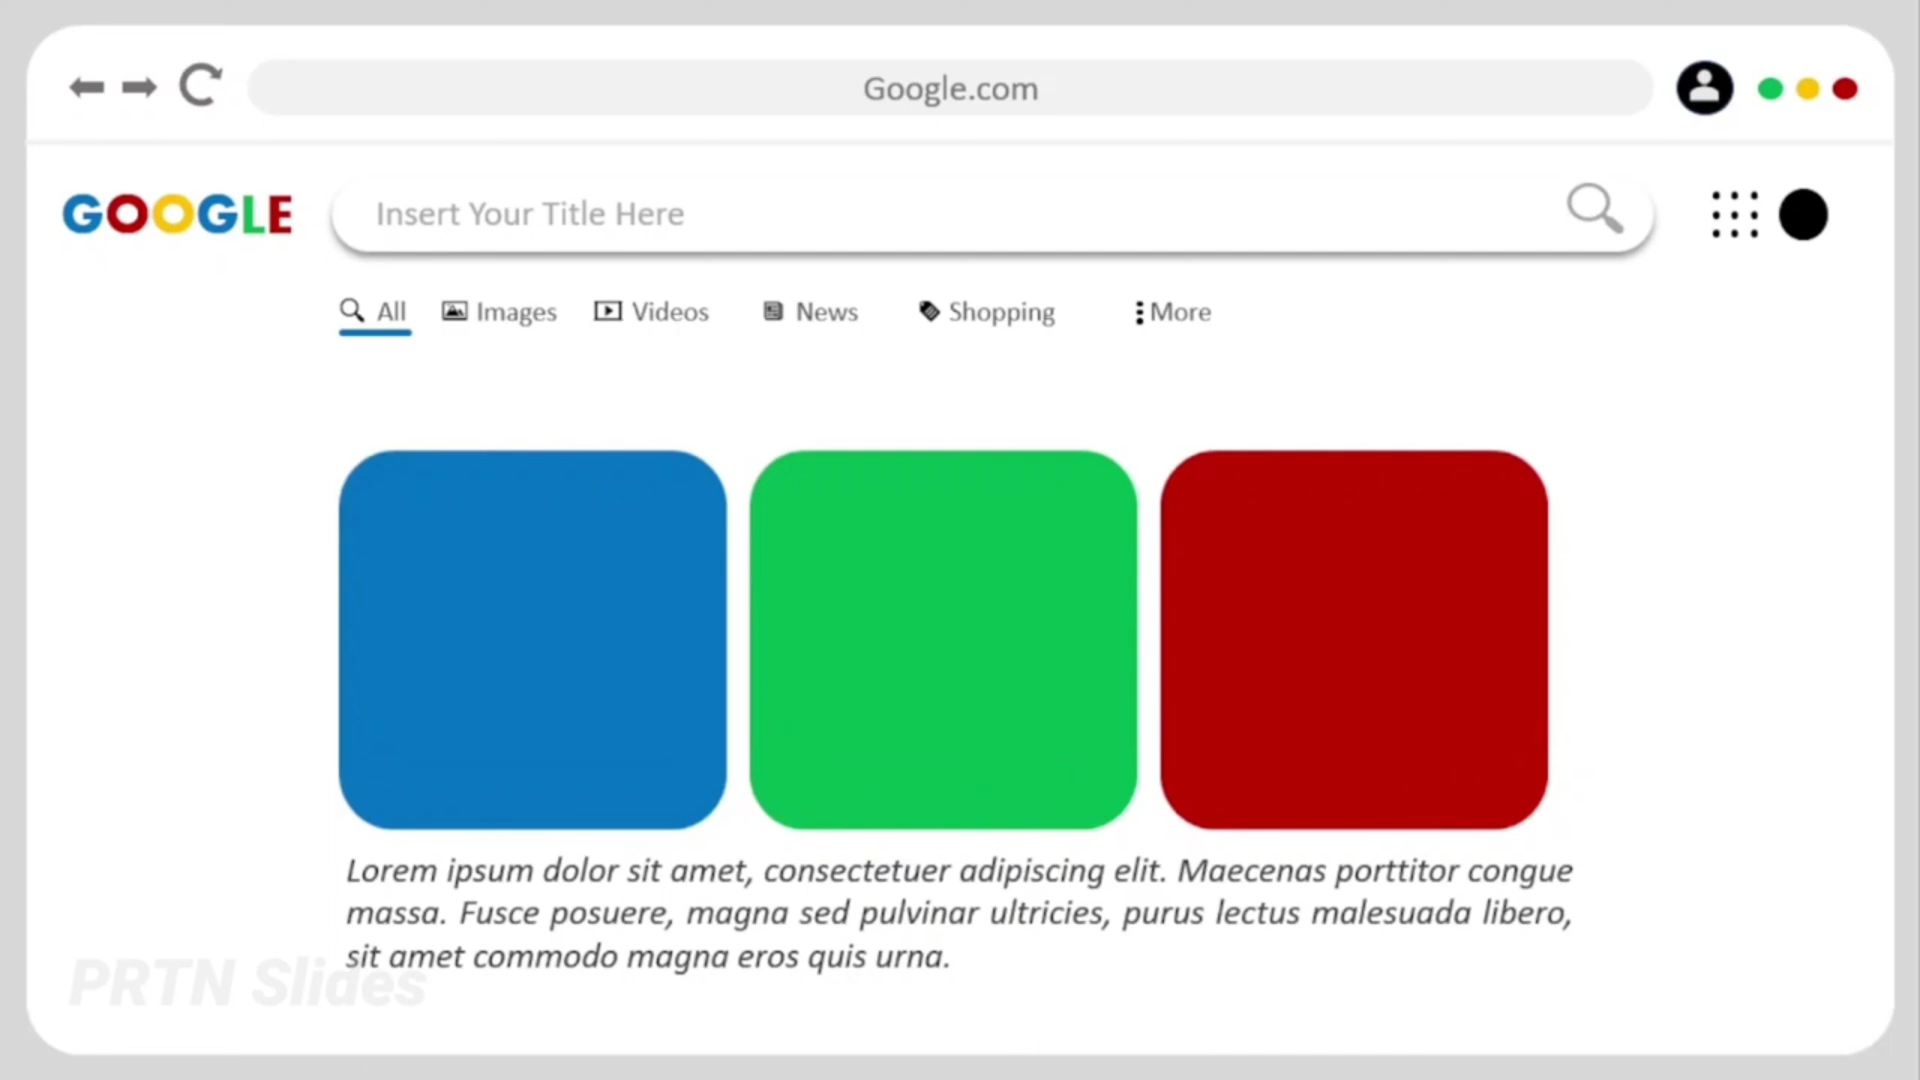 Google.com
GOOGLE
Insert Your Title Here
All Images Videos News Shopping More
Lorem ipsum dolor sit amet, consectetuer adipiscing elit. Maecenas porttitor congue
massa. Fusce posuere, magna sed pulvinar ultricies, purus lectus malesuada libero,
sit amet commodo magna eros quis urna.
PRTN Slides